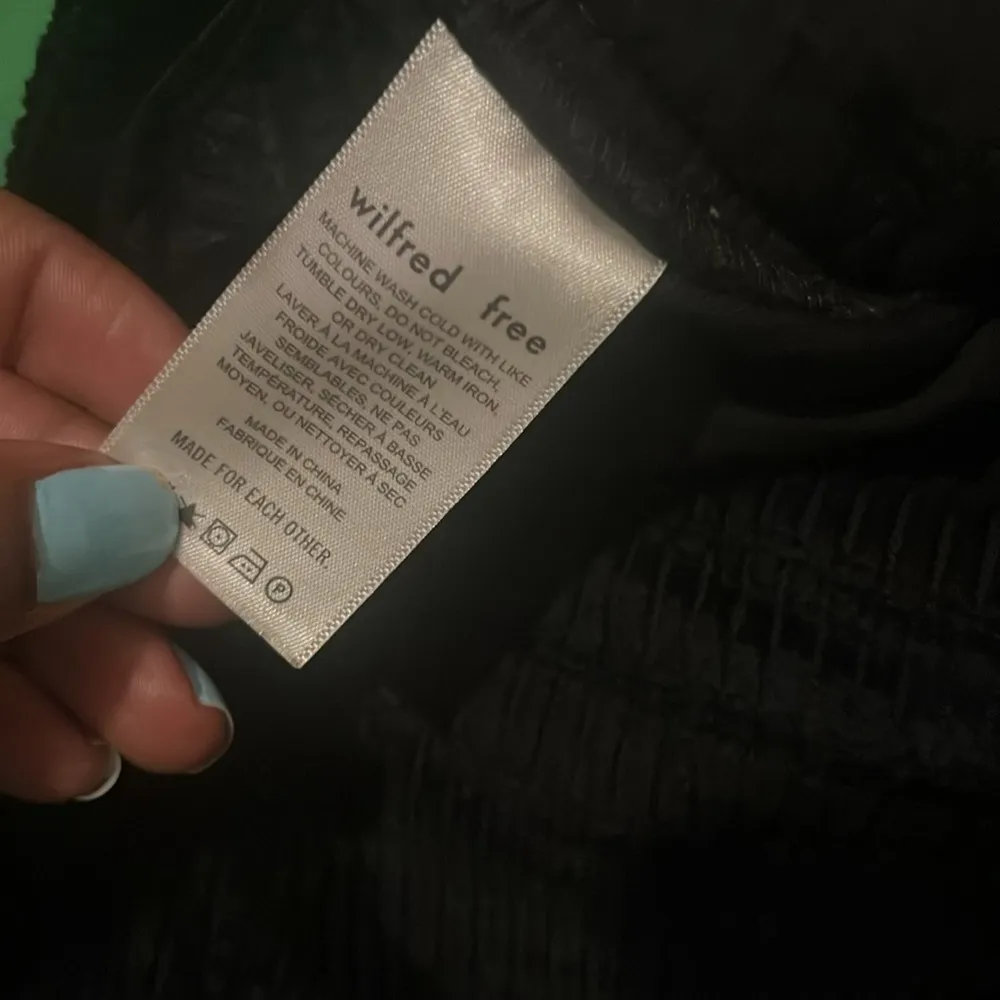 wilfred free
MACHINE WASH COLD WITH LIKE
COLOURS, DO NOT BLEACH,
TUMBLE DRY LOW, WARM IRON,
OR DRY CLEAN
LAVER À LA MACHINE À L'EAU
FROIDE AVEC COULEURS
SEMBLABLES, NE PAS
JAVELISER, SÉCHER À BASSE
TEMPÉRATURE, REPASSAGE
MOYEN, OU NETTOYER À SEC
MADE IN CHINA
FABRIQUE EN CHINE
MADE FOR EACH OTHER.
P